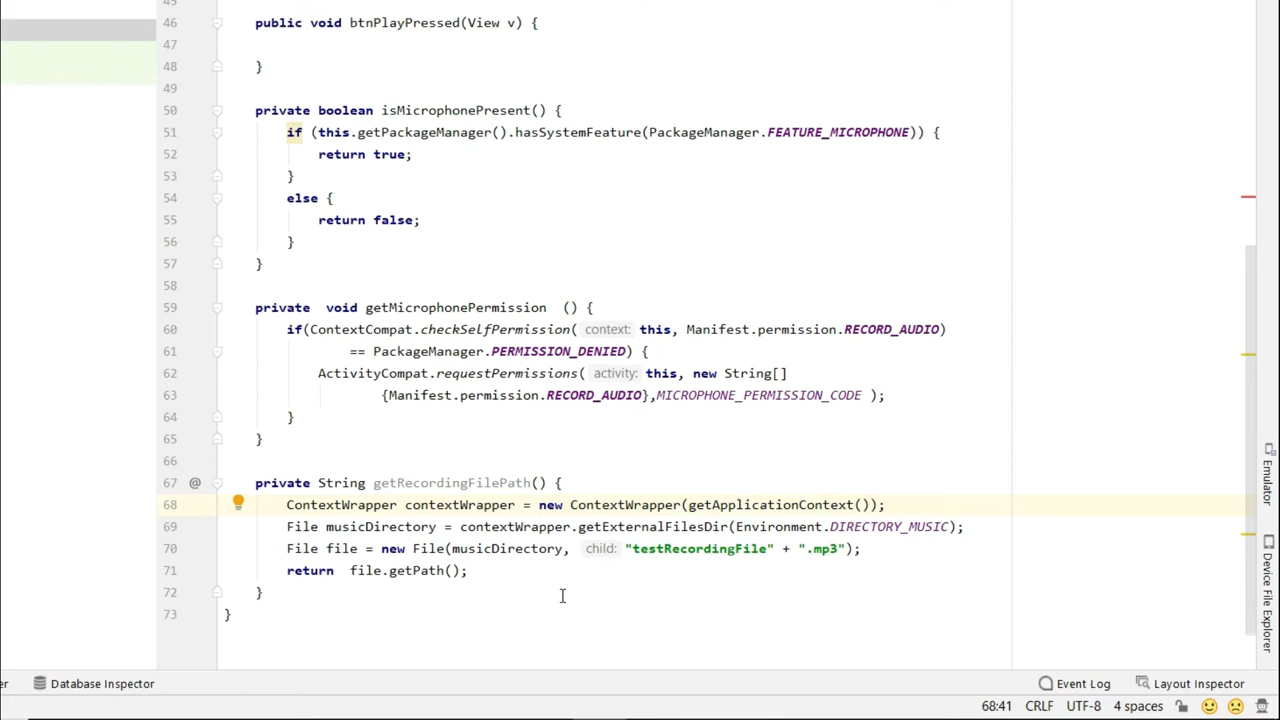 45
46 public void btnPlayPressed(View v) {
47
48 }
49
50 private boolean isMicrophonePresent() {
51 if (this.getPackageManager().hasSystemFeature(PackageManager.FEATURE_MICROPHONE)) {
52 return true;
53 }
54 else {
55 return false;
56 }
57 }
58
59 private  void getMicrophonePermission  () {
60 if(ContextCompat.checkSelfPermission( context: this, Manifest.permission.RECORD_AUDIO)
61 == PackageManager.PERMISSION_DENIED) {
62 ActivityCompat.requestPermissions( activity: this, new String[]
63 {Manifest.permission.RECORD_AUDIO},MICROPHONE_PERMISSION_CODE );
64 }
65 }
66
67 @ private String getRecordingFilePath() {
68 ContextWrapper contextWrapper = new ContextWrapper(getApplicationContext());
69 File musicDirectory = contextWrapper.getExternalFilesDir(Environment.DIRECTORY_MUSIC);
70 File file = new File(musicDirectory, child: "testRecordingFile" + ".mp3");
71 return  file.getPath();
72 }
73 }
Emulator
Device File Explorer
Database Inspector Event Log Layout Inspector
68:41 CRLF UTF-8 4 spaces